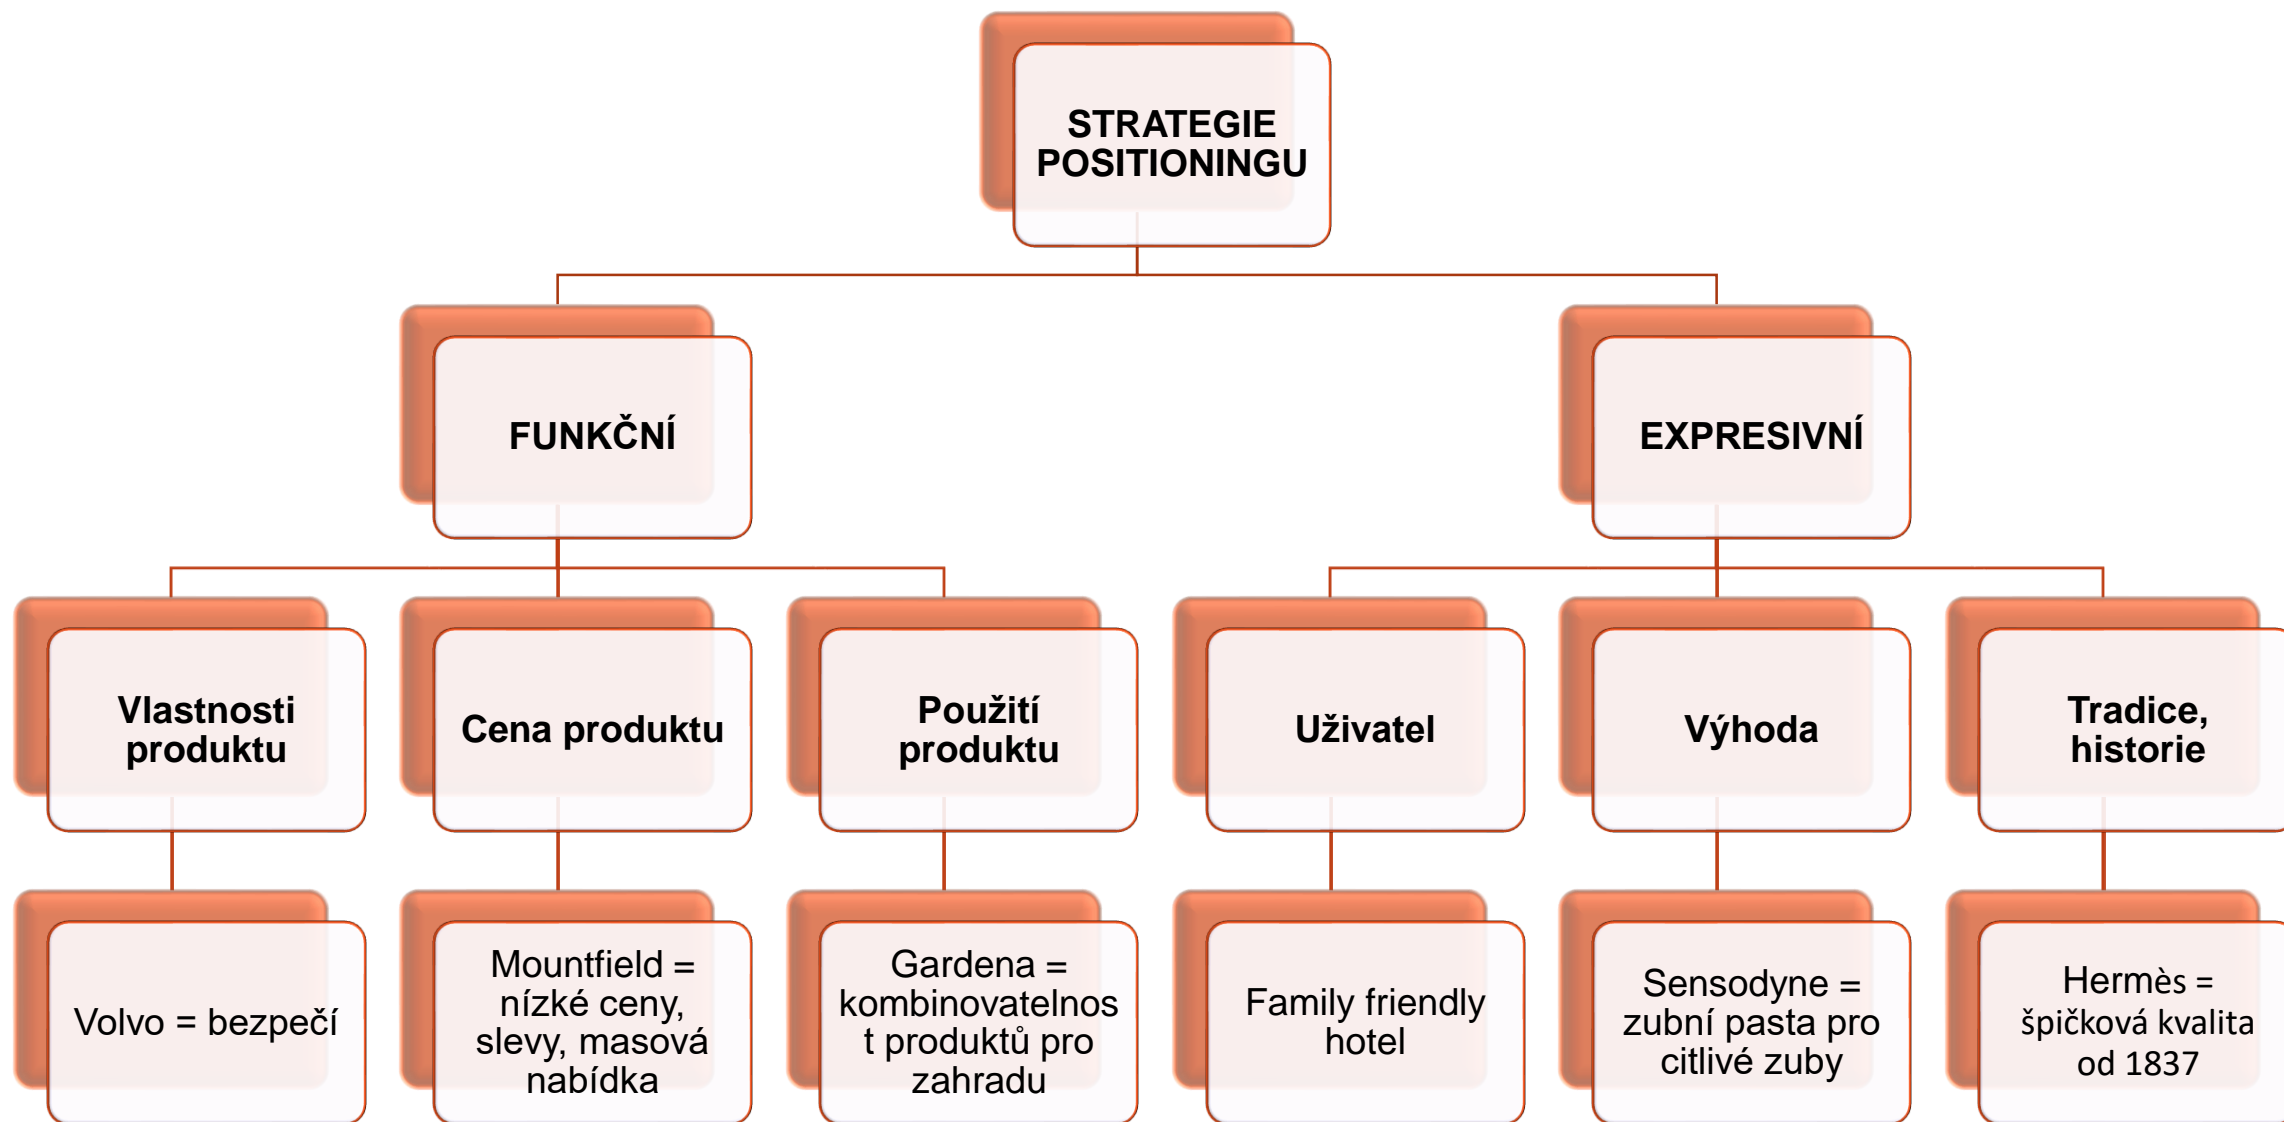 STRATEGIE
POSITIONINGU
FUNKČNÍ
EXPRESIVNÍ
Vlastnosti
produktu
Cena produktu
Použití
produktu
Uživatel
Výhoda
Tradice,
historie
Volvo = bezpečí
Mountfield =
nízké ceny,
slevy, masová
nabídka
Gardena =
kombinovatelnos
t produktů pro
zahradu
Family friendly
hotel
Sensodyne =
zubní pasta pro
citlivé zuby
Hermès =
špičková kvalita
od 1837